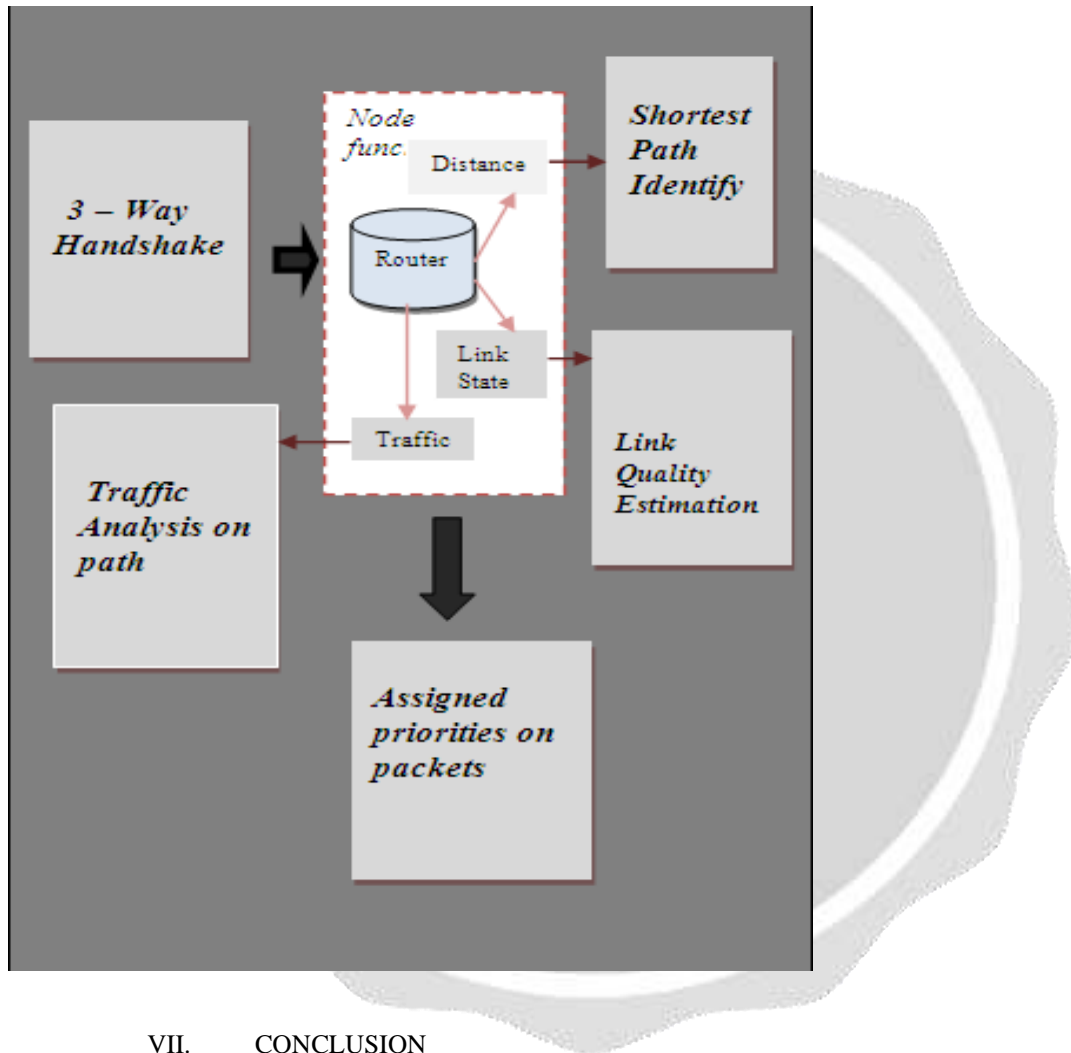 3 – Way
Handshake
Node
func
Distance
Router
Link
State
Traffic
Shortest
Path
Identify
Link
Quality
Estimation
Traffic
Analysis on
path
Assigned
priorities on
packets
VII. CONCLUSION